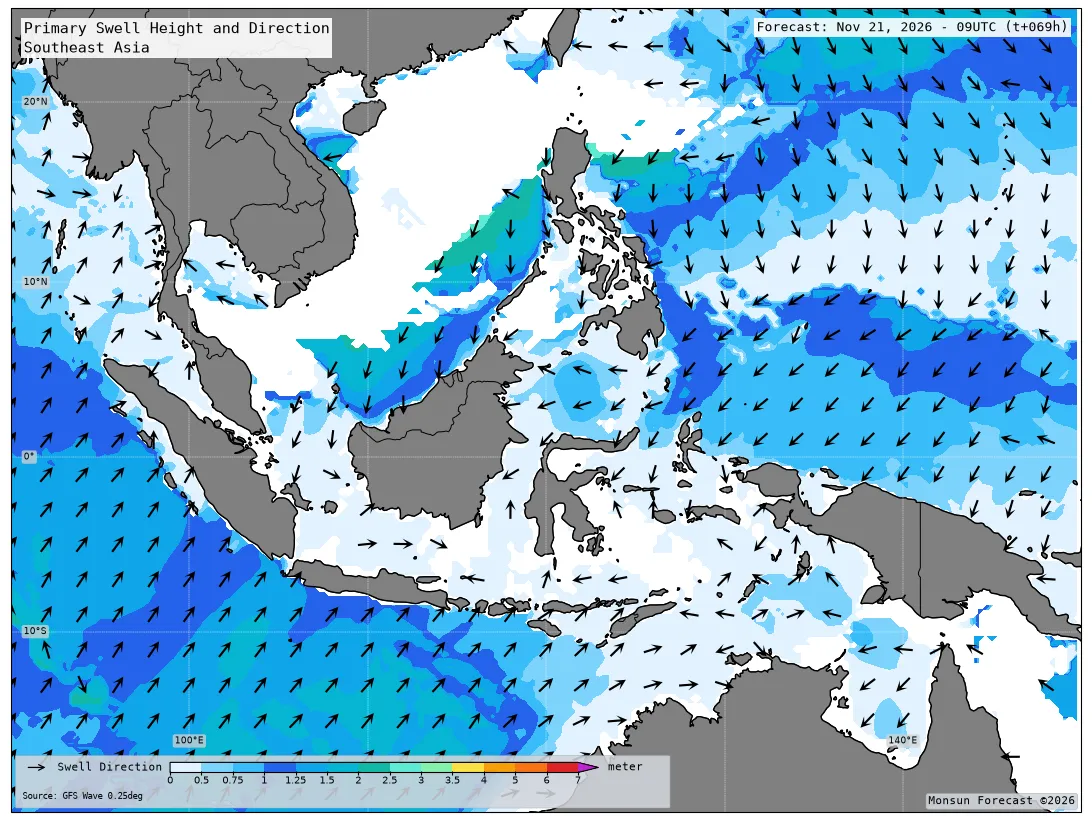 Primary Swell Height and Direction
Southeast Asia
Forecast: Nov 21, 2026 - 09UTC (t+069h)
20°N
10°N
0°
10°S
100°E
140°E
Swell Direction
meter
0 0.5 0.75 1 1.25 1.5 2 2.5 3 3.5 4 5 6 7
Source: GFS Wave 0.25deg
Monsun Forecast ©2026